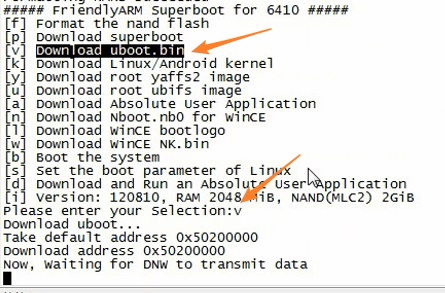 ##### FriendlyARM Superboot for 6410 #####
[f] Format the nand flash
[p] Download superboot
[v] Download uboot.bin
[k] Download Linux/Android kernel
[y] Download root yaffs2 image
[u] Download root ubifs image
[a] Download Absolute User Application
[n] Download Nboot.nb0 for WinCE
[l] Download WinCE bootlogo
[w] Download WinCE NK.bin
[b] Boot the system
[s] Set the boot parameter of Linux
[d] Download and Run an Absolute User Application
[i] Version: 120810, RAM 2048 MiB, NAND(MLC2) 2GiB
Please enter your Selection:v
Download uboot...
Take default address 0x50200000
Download address 0x50200000
Now, Waiting for DNW to transmit data